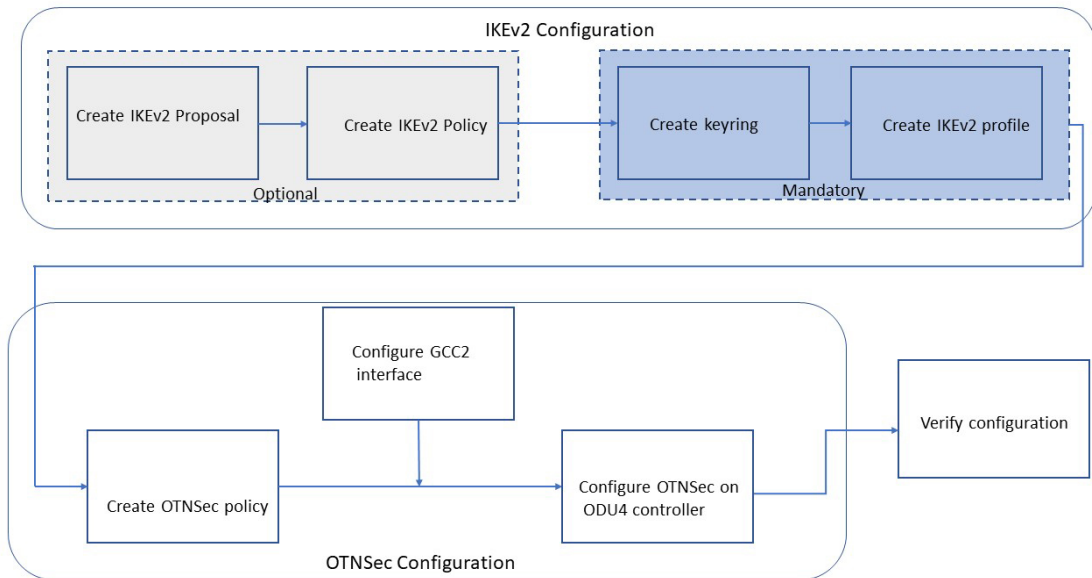 IKEv2 Configuration
Create IKEv2 Proposal
Create IKEv2 Policy
Optional
Create keyring
Create IKEv2 profile
Mandatory
Configure GCC2
interface
Create OTNSec policy
Configure OTNSec on
ODU4 controller
Verify configuration
OTNSec Configuration